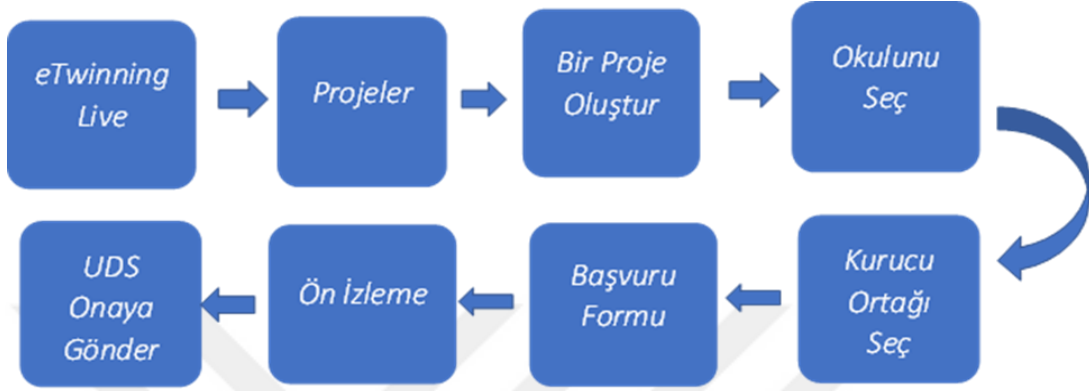 eTwinning
Live
Projeler
Bir Proje
Oluştur
Okulunu
Seç
Kurucu
Ortağı
Seç
Başvuru
Formu
Ön İzleme
UDS
Onaya
Gönder